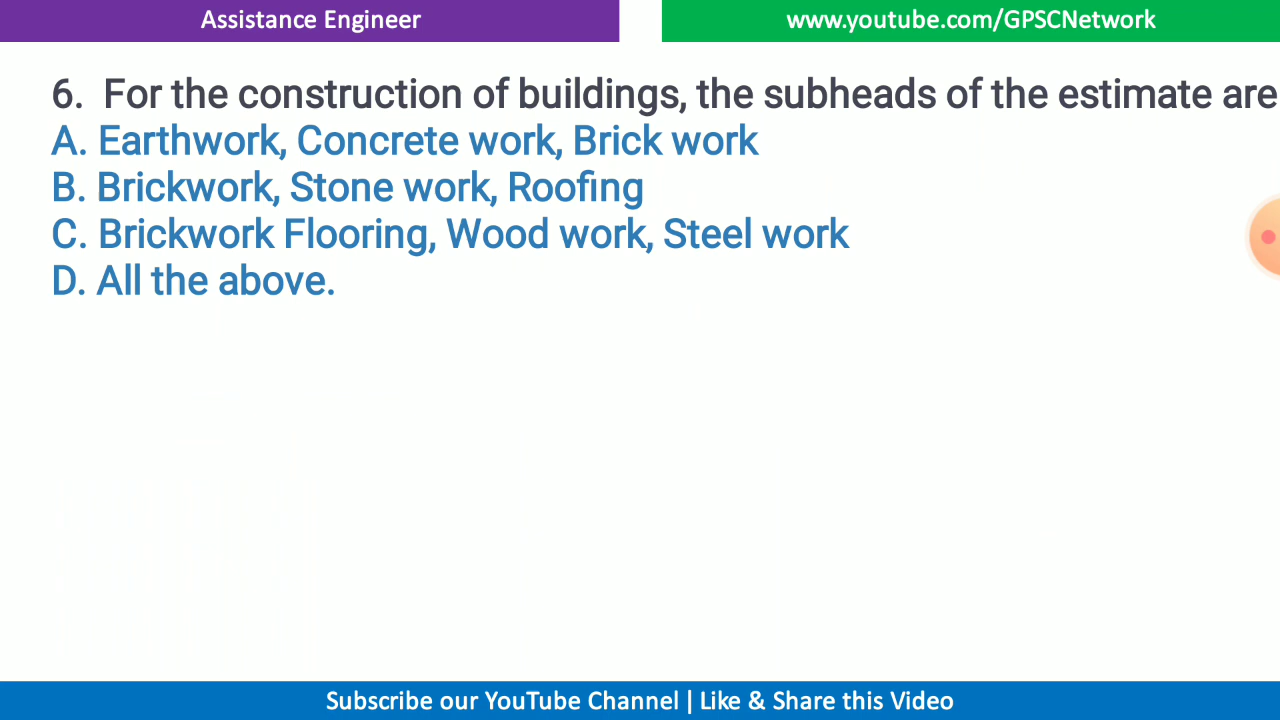 Assistance Engineer
www.youtube.com/GPSCNetwork
6. For the construction of buildings, the subheads of the estimate are
A. Earthwork, Concrete work, Brick work
B. Brickwork, Stone work, Roofing
C. Brickwork Flooring, Wood work, Steel work
D. All the above.
Subscribe our YouTube Channel | Like & Share this Video